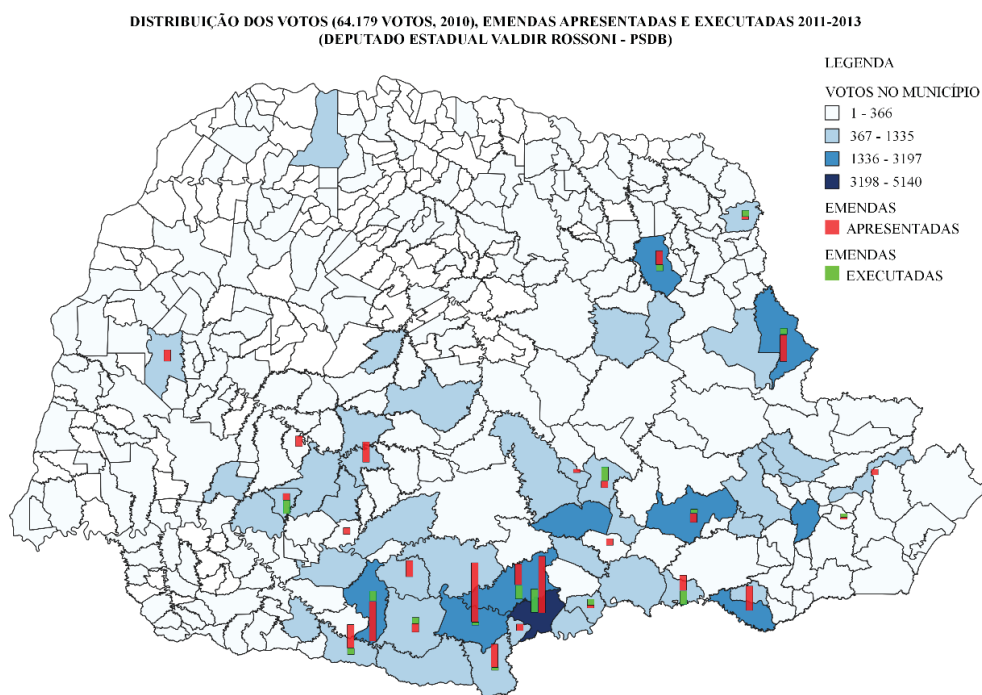 DISTRIBUIÇÃO DOS VOTOS (64.179 VOTOS, 2010), EMENDAS APRESENTADAS E EXECUTADAS 2011-2013
(DEPUTADO ESTADUAL VALDIR ROSSONI - PSDB)
LEGENDA
VOTOS NO MUNICÍPIO
1 - 366
367 - 1335
1336 - 3197
3198 - 5140
EMENDAS
APRESENTADAS
EMENDAS
EXECUTADAS